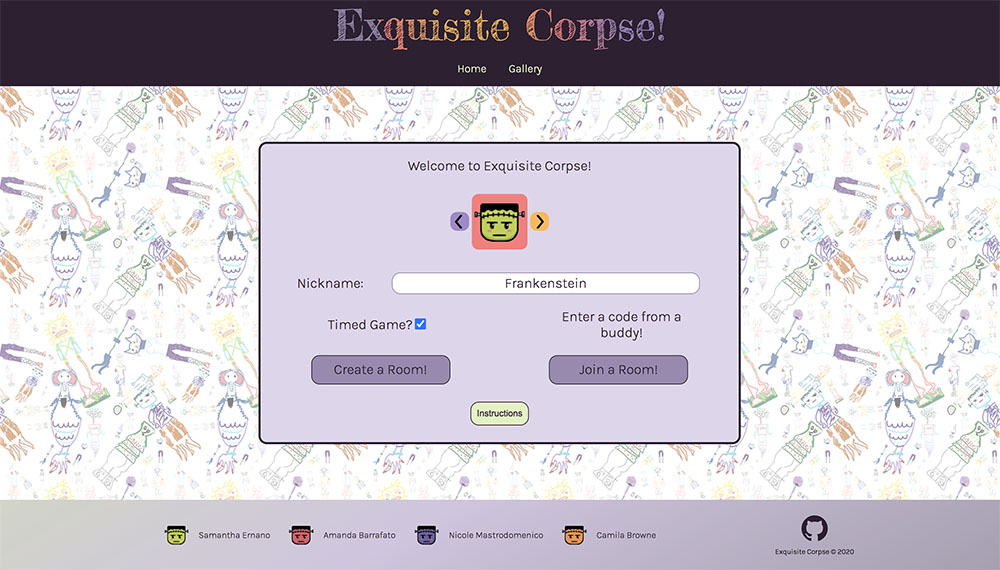 Exquisite Corpse!
Home Gallery
Welcome to Exquisite Corpse!
Nickname: Frankenstein
Timed Game?
Enter a code from a
buddy!
Create a Room! Join a Room!
Instructions
Samantha Ernano Amanda Barrafato Nicole Mastrodomenico Camila Browne
Exquisite Corpse © 2020